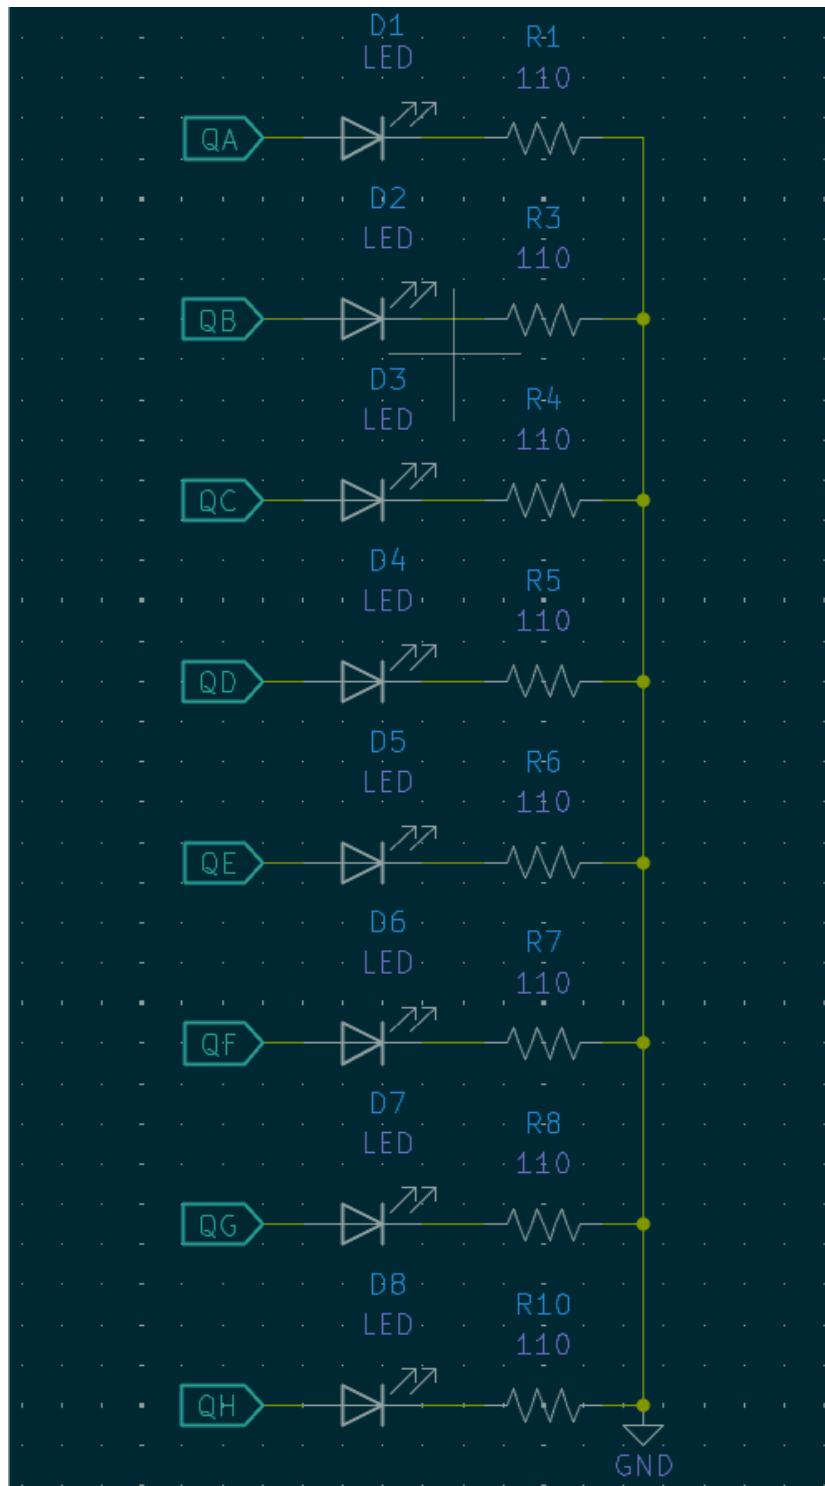 D1
LED
R1
110
QA
D2
LED
R3
110
QB
D3
LED
R4
110
QC
D4
LED
R5
110
QD
D5
LED
R6
110
QE
D6
LED
R7
110
QF
D7
LED
R8
110
QG
D8
LED
R10
110
QH
GND